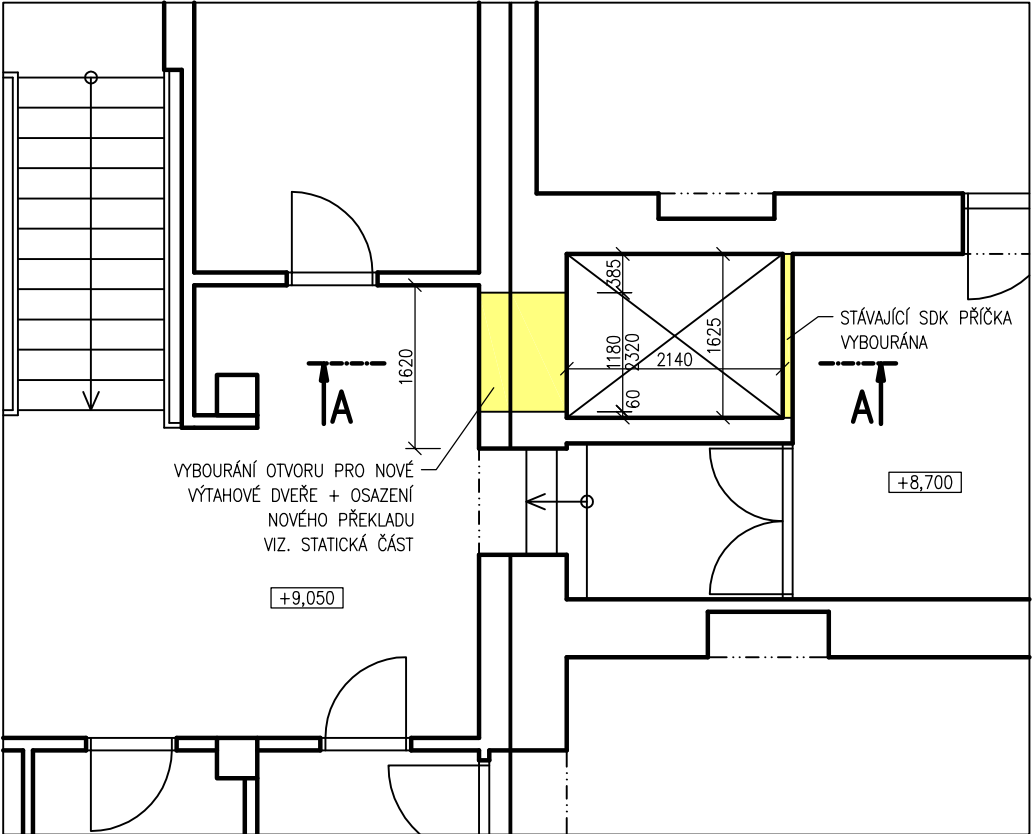 385
1180
2320
60
2140
1625
1620
STÁVAJÍCÍ SDK PŘÍČKA
VYBOURÁNA
A
A
VYBOURÁNÍ OTVORU PRO NOVÉ
VÝTAHOVÉ DVEŘE + OSAZENÍ
NOVÉHO PŘEKLADU
VIZ. STATICKÁ ČÁST
+8,700
+9,050